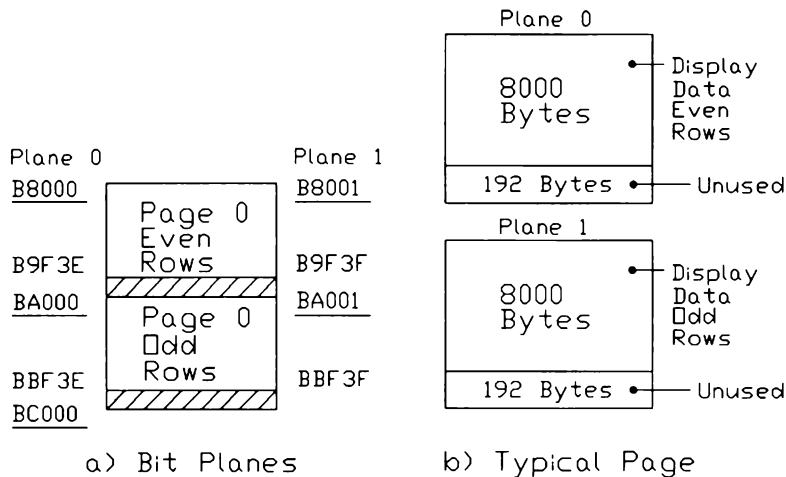 Plane 0
Plane 1
B8000
B8001
Page 0
Even
Rows
B9F3E
B9F3F
BA000
BA001
Page 0
Odd
Rows
BBF3E
BBF3F
BC000
a) Bit Planes
Plane 0
8000
Bytes
Display
Data
Even
Rows
192 Bytes
Unused
Plane 1
8000
Bytes
Display
Data
Odd
Rows
192 Bytes
Unused
b) Typical Page